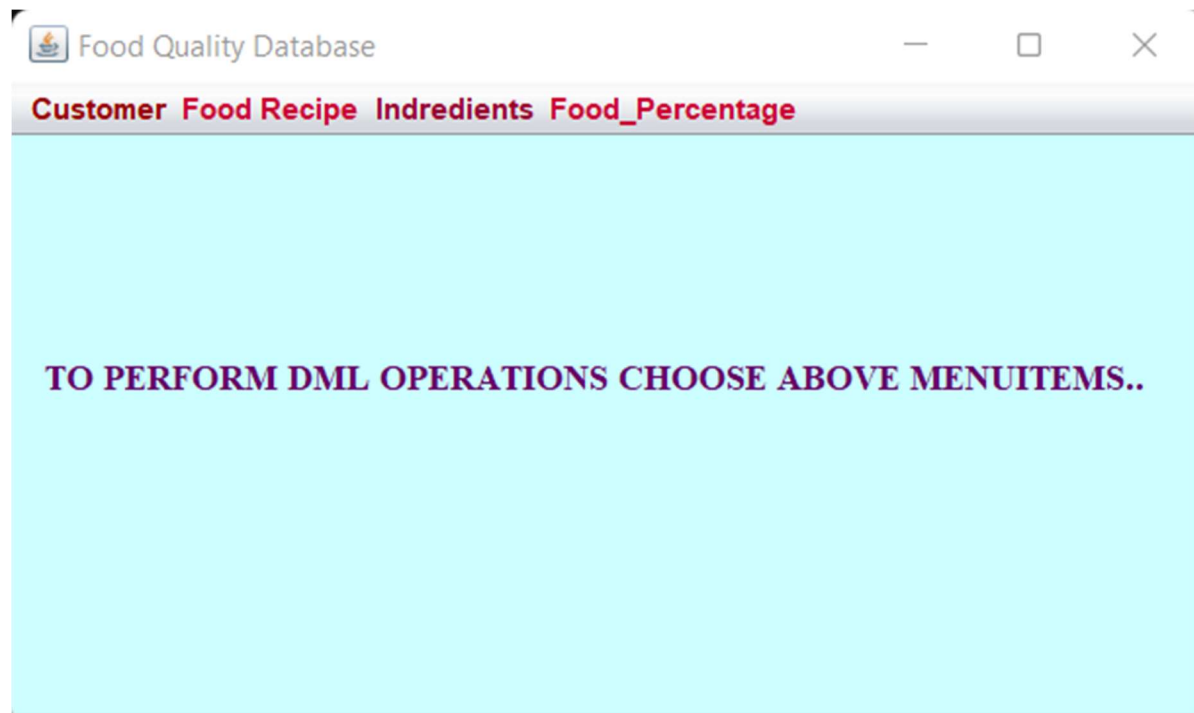 Food Quality Database
Customer Food Recipe Indredients Food_Percentage
TO PERFORM DML OPERATIONS CHOOSE ABOVE MENUITEMS..